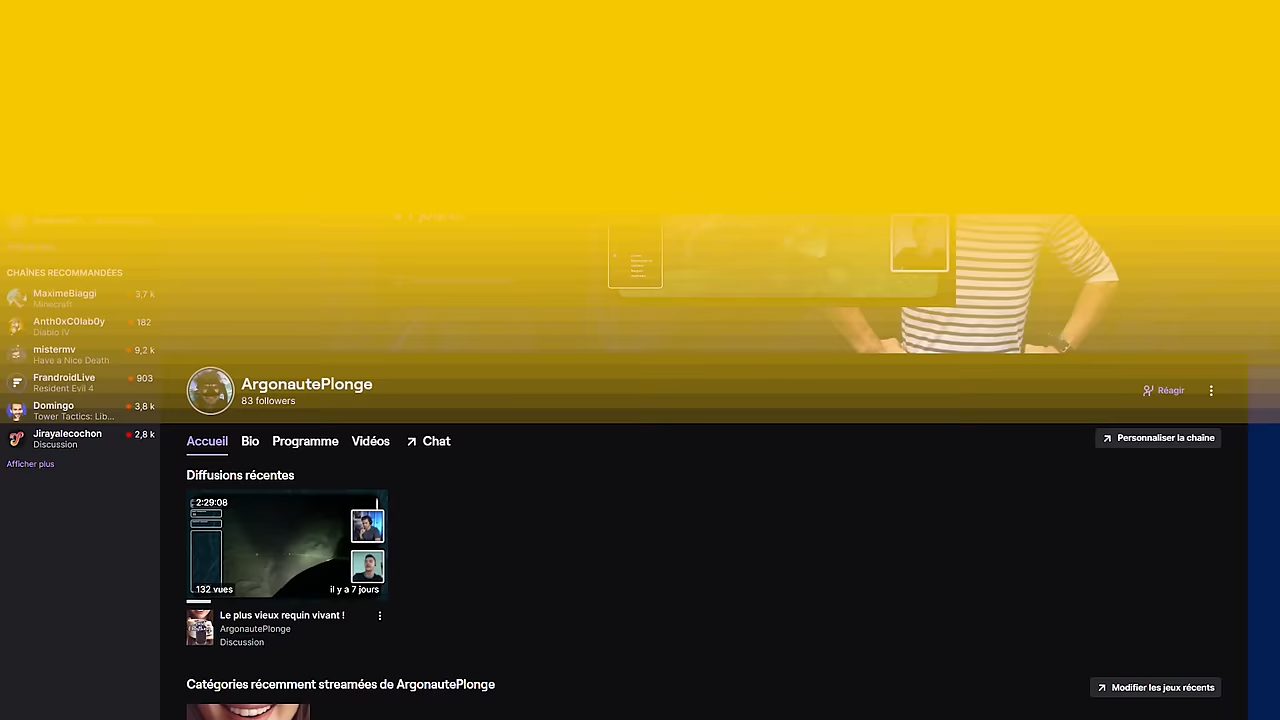 CHAÎNES RECOMMANDÉES
MaximeBiaggi 3,7 k
Minecraft
Anth0xC0lab0y 182
Diablo IV
mistermv 9,2 k
Have a Nice Death
FrandroidLive 903
Resident Evil 4
Domingo 3,8 k
Tower Tactics: Lib...
Jirayalecochon 2,8 k
Discussion
Afficher plus
ArgonautePlonge
83 followers
Réagir
Accueil Bio Programme Vidéos Chat
Personnaliser la chaîne
Diffusions récentes
2:29:08
132 vues il y a 7 jours
Le plus vieux requin vivant !
ArgonautePlonge
Discussion
Catégories récemment streamées de ArgonautePlonge
Modifier les jeux récents